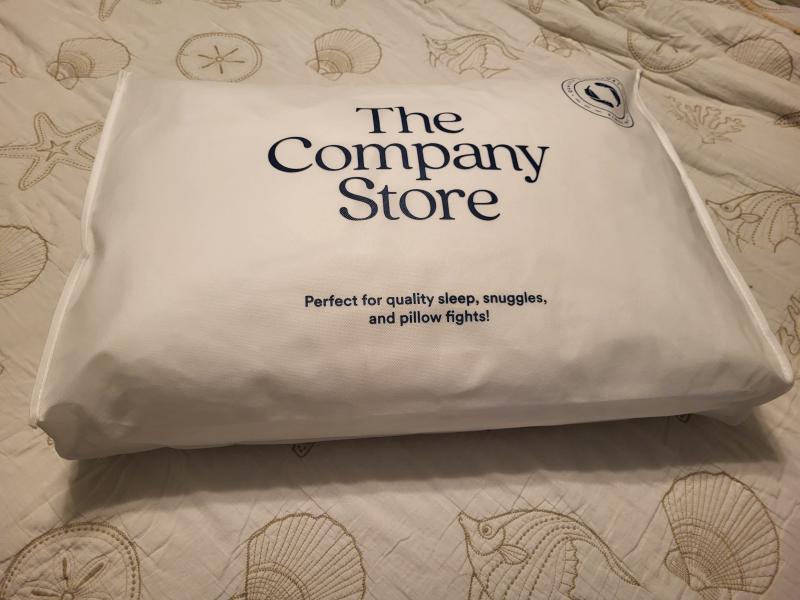 The
Company
Store
Perfect for quality sleep, snuggles,
and pillow fights!